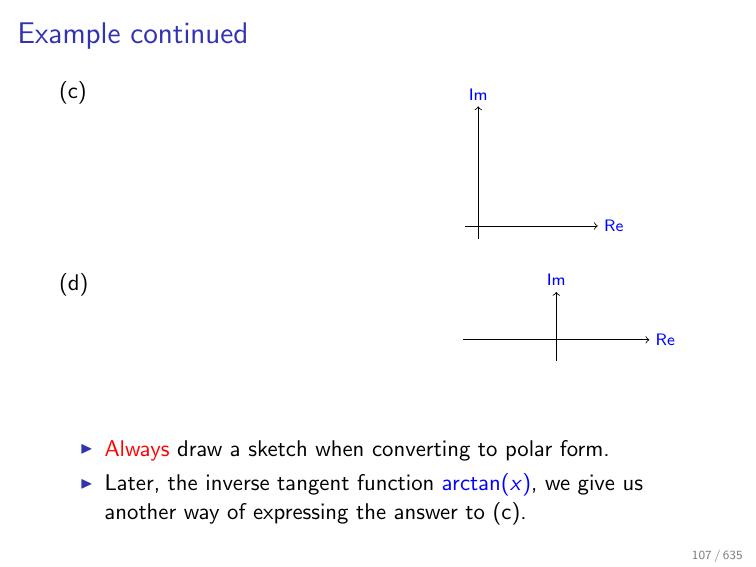 Example continued
(c)
Im
Re
(d)
Im
Re
▶ Always draw a sketch when converting to polar form.
▶ Later, the inverse tangent function arctan(x), we give us
another way of expressing the answer to (c).
107 / 635